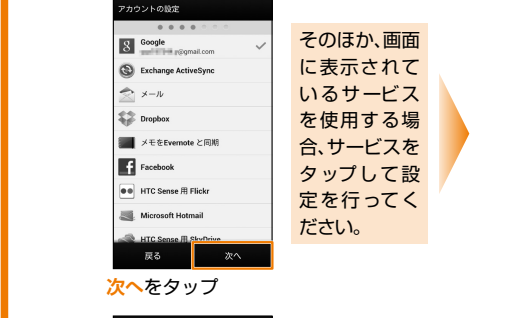 アカウントの設定
Google
@gmail.com
Exchange ActiveSync
メール
Dropbox
メモをEvernote と同期
Facebook
HTC Sense 用 Flickr
Microsoft Hotmail
HTC Sense 用 SkyDrive
戻る
次へ
次へをタップ
そのほか、画面
に表示されて
いるサービス
を使用する場
合、サービスを
タップして設
定を行ってく
ださい。